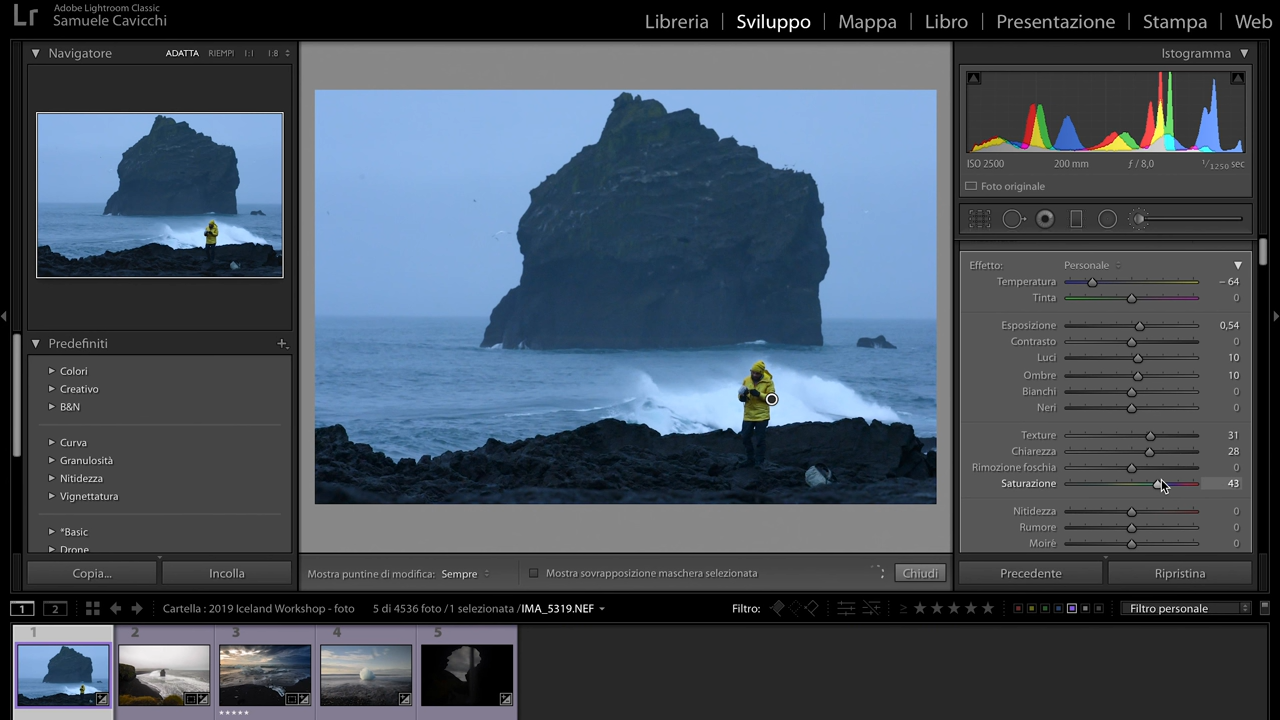 Lr
Adobe Lightroom Classic
Samuele Cavicchi
Libreria | Sviluppo | Mappa | Libro | Presentazione | Stampa | Web
Navigatore
ADATTA RIEMPI 1:1 1:8
Predefiniti
Colori
Creativo
B&N
Curva
Granulosità
Nitidezza
Vignettatura
*Basic
Drone
Copia...
Incolla
Mostra puntine di modifica: Sempre
Mostra sovrapposizione maschera selezionata
Chiudi
Istogramma
ISO 2500 200 mm ƒ / 8,0 1/1250 sec
Foto originale
Effetto: Personale
Temperatura – 64
Tinta 0
Esposizione 0,54
Contrasto 0
Luci 10
Ombre 10
Bianchi 0
Neri 0
Texture 31
Chiarezza 28
Rimozione foschia 0
Saturazione 43
Nitidezza 0
Rumore 0
Moirè 0
Precedente
Ripristina
1 2
Cartella : 2019 Iceland Workshop - foto
5 di 4536 foto / 1 selezionata / IMA_5319.NEF
Filtro:
≥ ★★★★★
Filtro personale
1 2 3 4 5
★★★★★